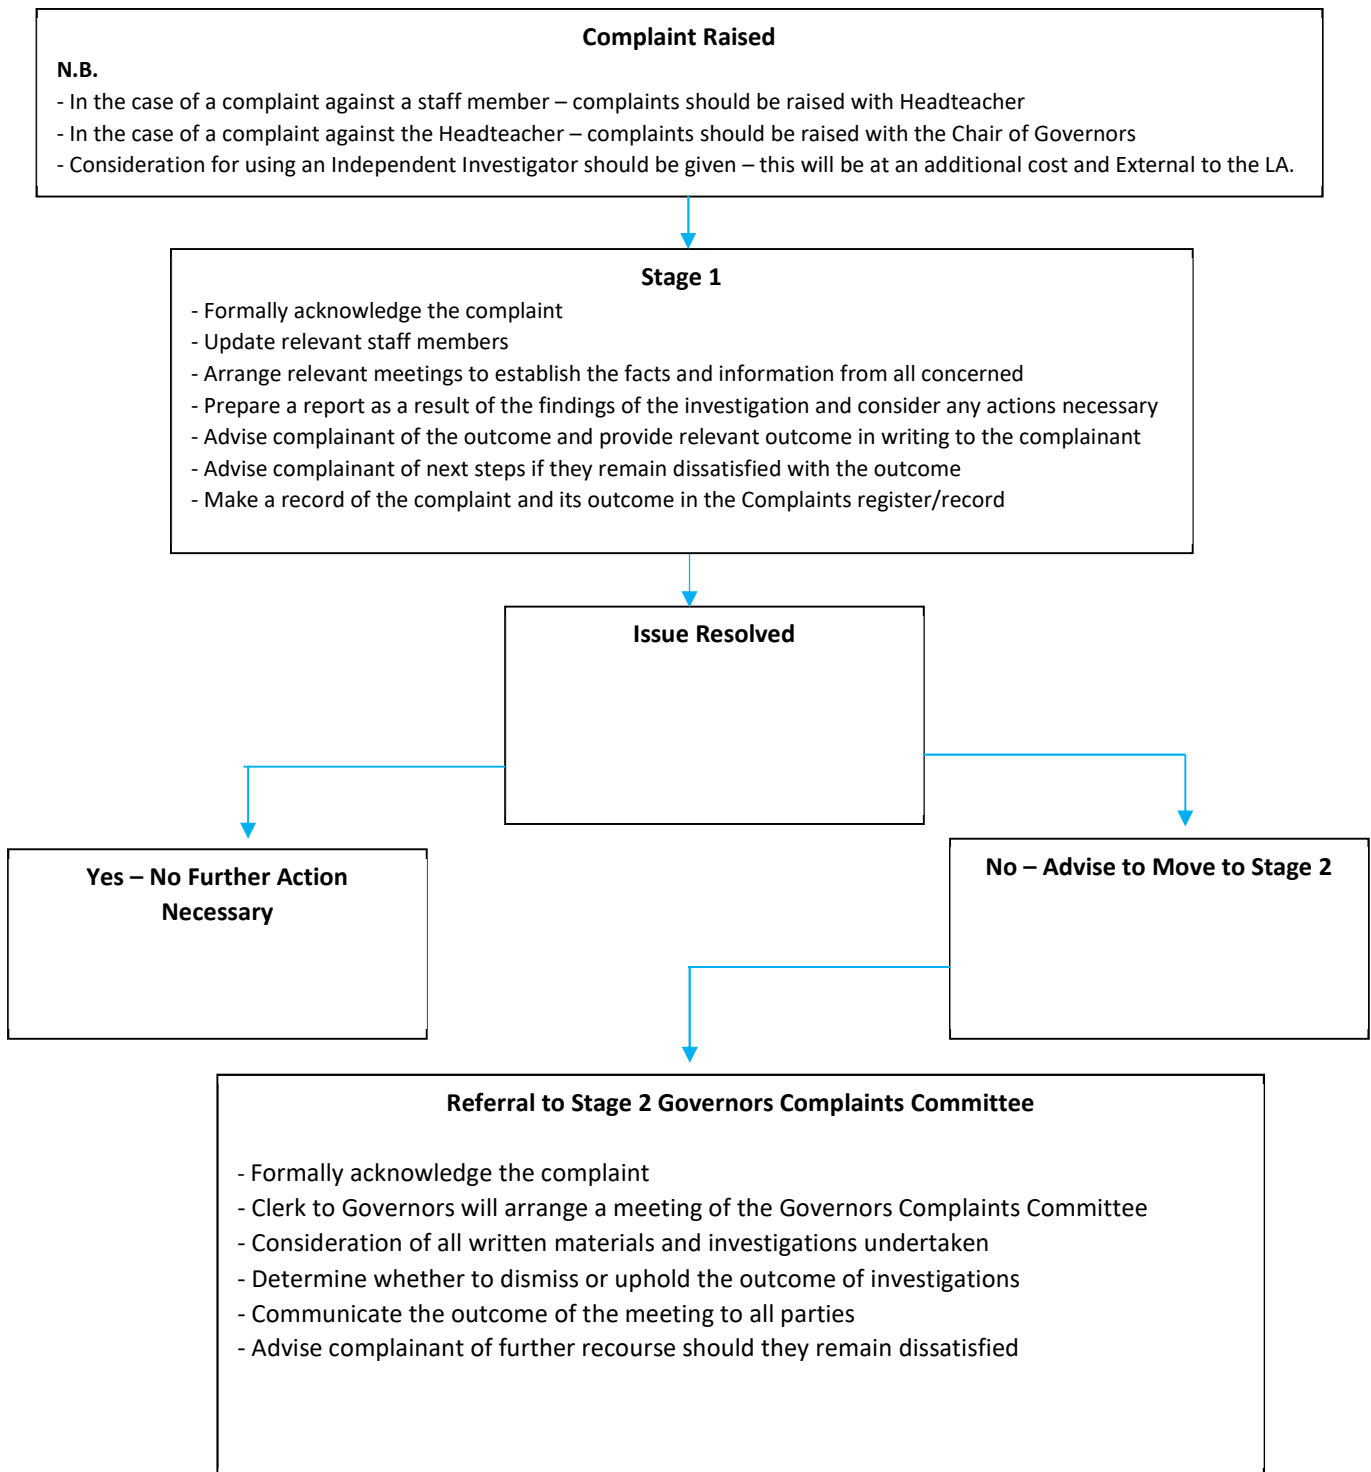 Complaint Raised
N.B.
- In the case of a complaint against a staff member – complaints should be raised with Headteacher
- In the case of a complaint against the Headteacher – complaints should be raised with the Chair of Governors
- Consideration for using an Independent Investigator should be given – this will be at an additional cost and External to the LA.
Stage 1
- Formally acknowledge the complaint
- Update relevant staff members
- Arrange relevant meetings to establish the facts and information from all concerned
- Prepare a report as a result of the findings of the investigation and consider any actions necessary
- Advise complainant of the outcome and provide relevant outcome in writing to the complainant
- Advise complainant of next steps if they remain dissatisfied with the outcome
- Make a record of the complaint and its outcome in the Complaints register/record
Issue Resolved
Yes – No Further Action
Necessary
No – Advise to Move to Stage 2
Referral to Stage 2 Governors Complaints Committee
- Formally acknowledge the complaint
- Clerk to Governors will arrange a meeting of the Governors Complaints Committee
- Consideration of all written materials and investigations undertaken
- Determine whether to dismiss or uphold the outcome of investigations
- Communicate the outcome of the meeting to all parties
- Advise complainant of further recourse should they remain dissatisfied